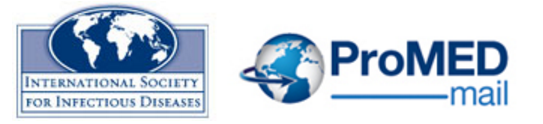 INTERNATIONAL SOCIETY
FOR INFECTIOUS DISEASES
ProMED
mail